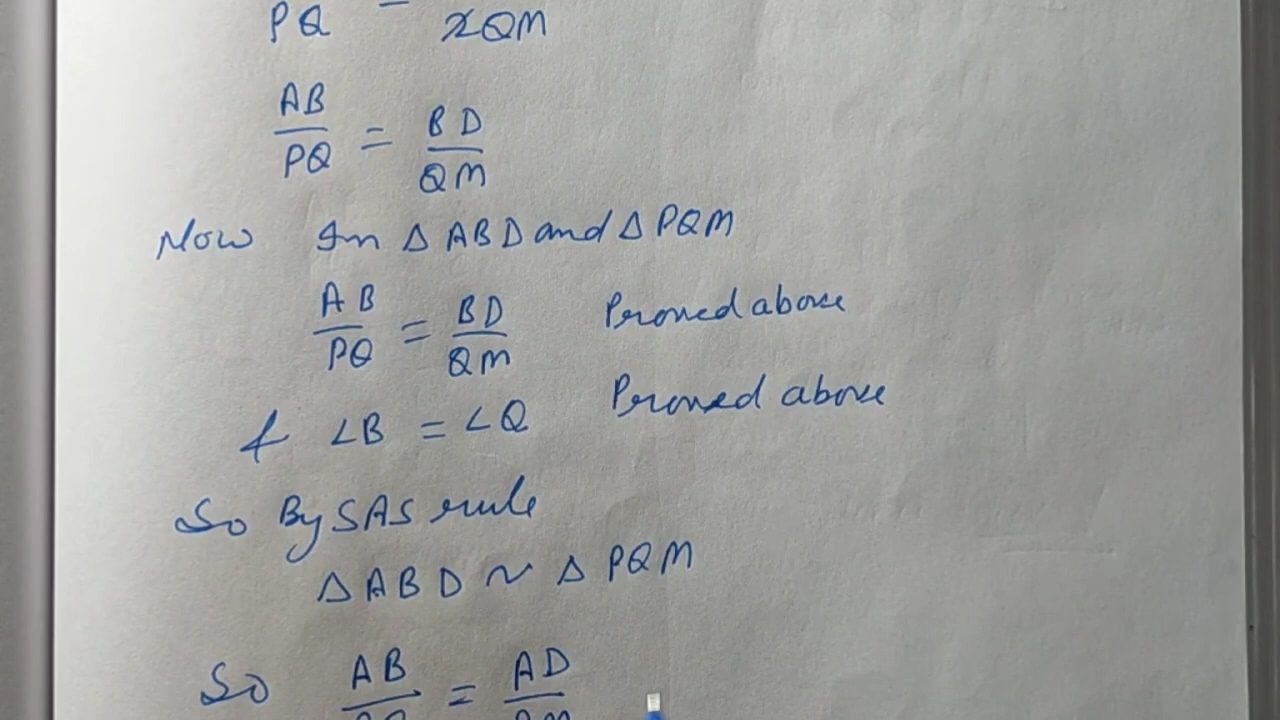 PQ = 2QM
AB/PQ = BD/QM
Now In Δ ABD and Δ PQM
AB/PQ = BD/QM Proved above
& ∠B = ∠Q Proved above
So By SAS rule
Δ ABD ~ Δ PQM
So AB = AD